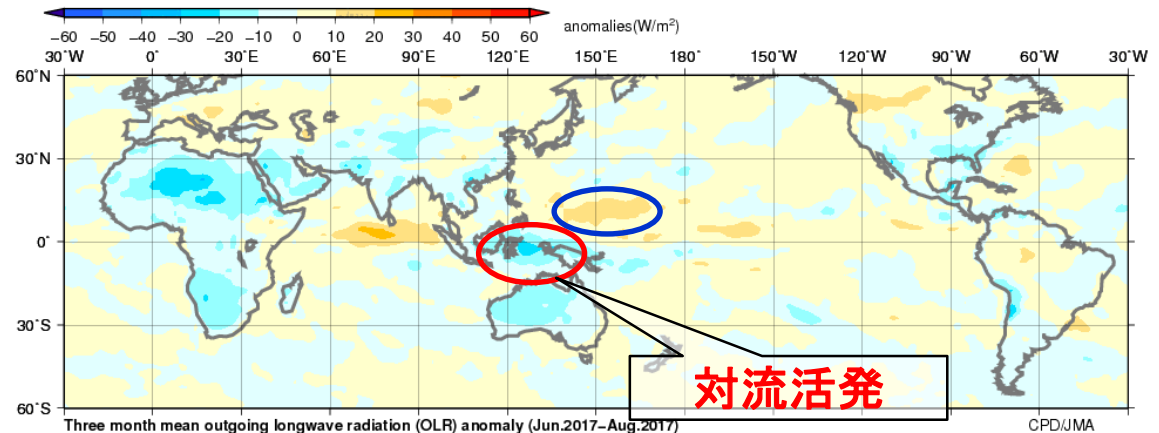 anomalies(W/m²)
−60 −50 −40 −30 −20 −10 0 10 20 30 40 50 60
30°W 0° 30°E 60°E 90°E 120°E 150°E 180° 150°W 120°W 90°W 60°W 30°W
60°N
30°N
0°
30°S
60°S
対流活発
Three month mean outgoing longwave radiation (OLR) anomaly (Jun.2017−Aug.2017)
CPD/JMA